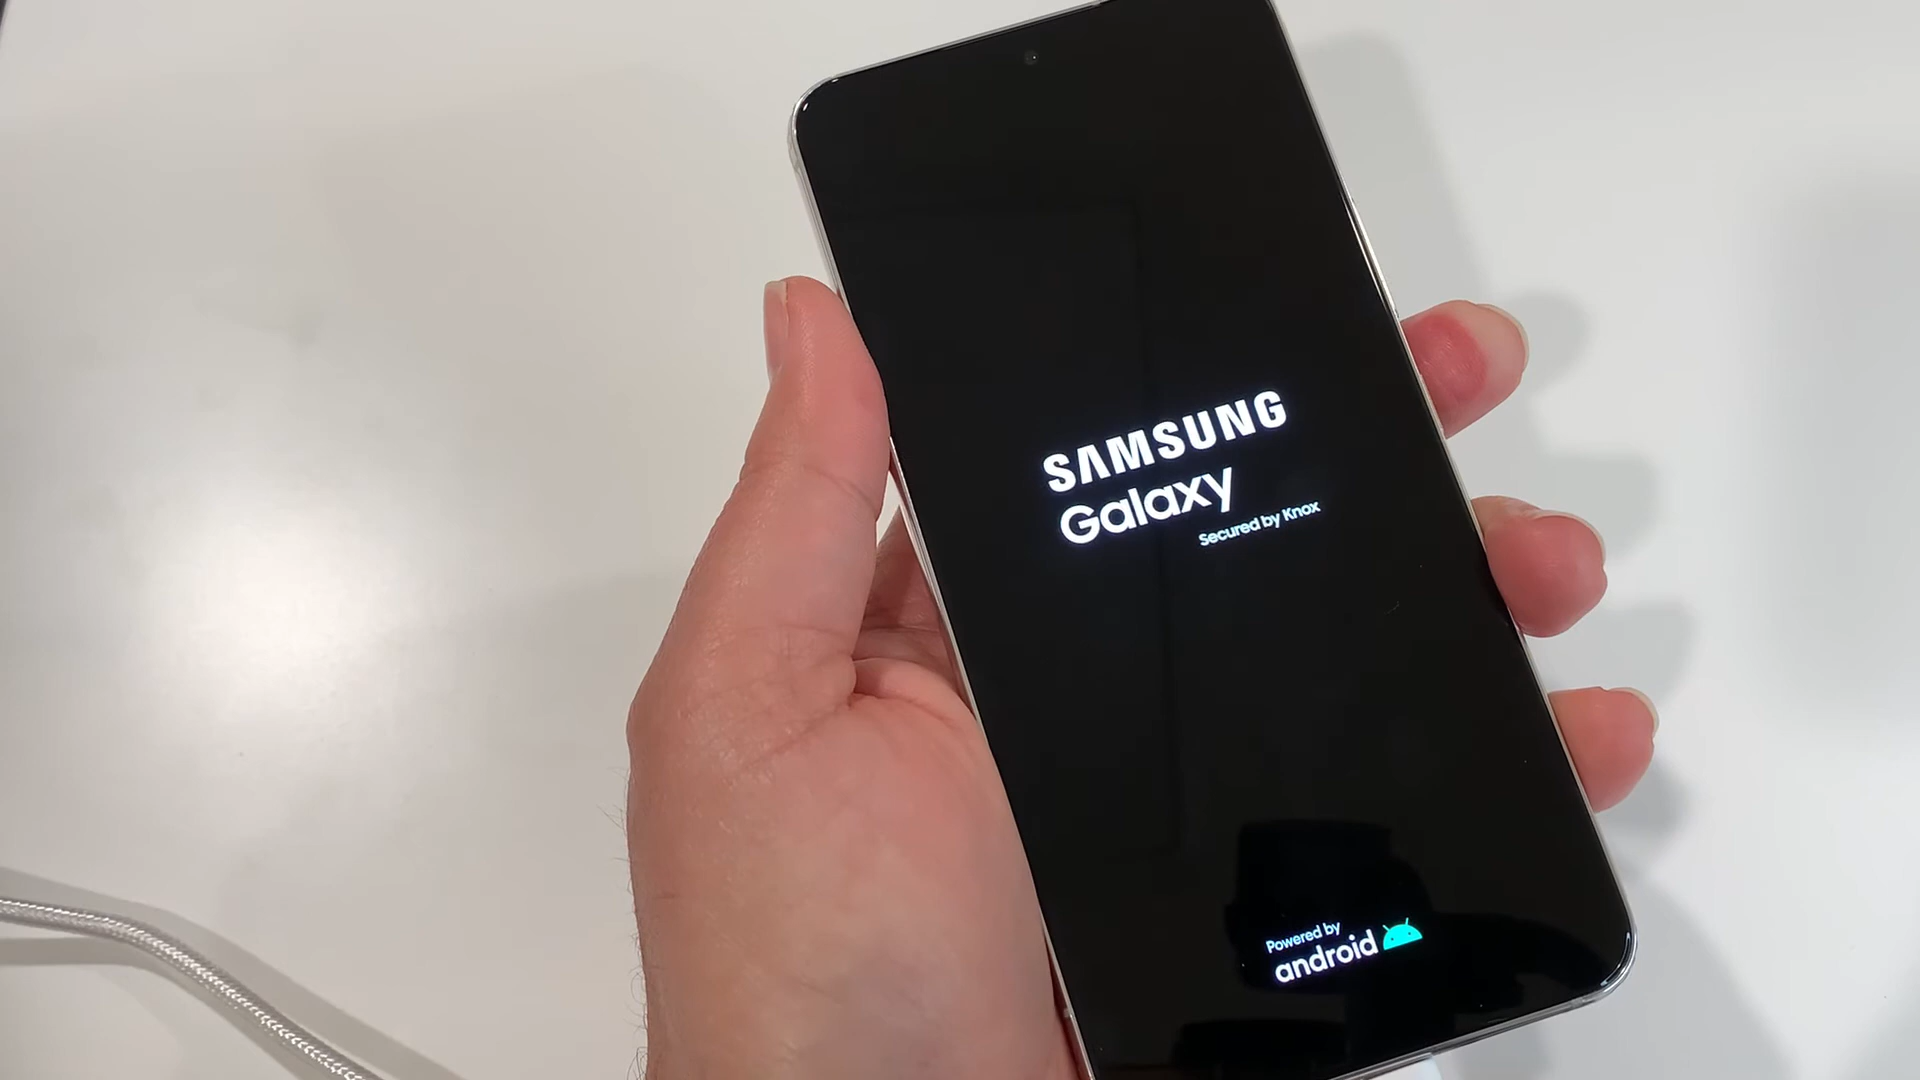 SAMSUNG
Galaxy
Secured by Knox
Powered by
android